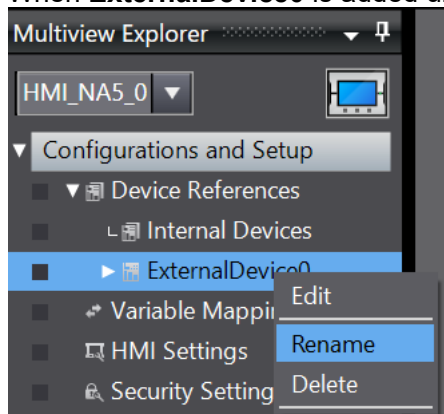 Multiview Explorer
HMI_NA5_0
Configurations and Setup
Device References
Internal Devices
ExternalDevice0
Edit
Variable Mappi
HMI Settings
Rename
Security Setting
Delete